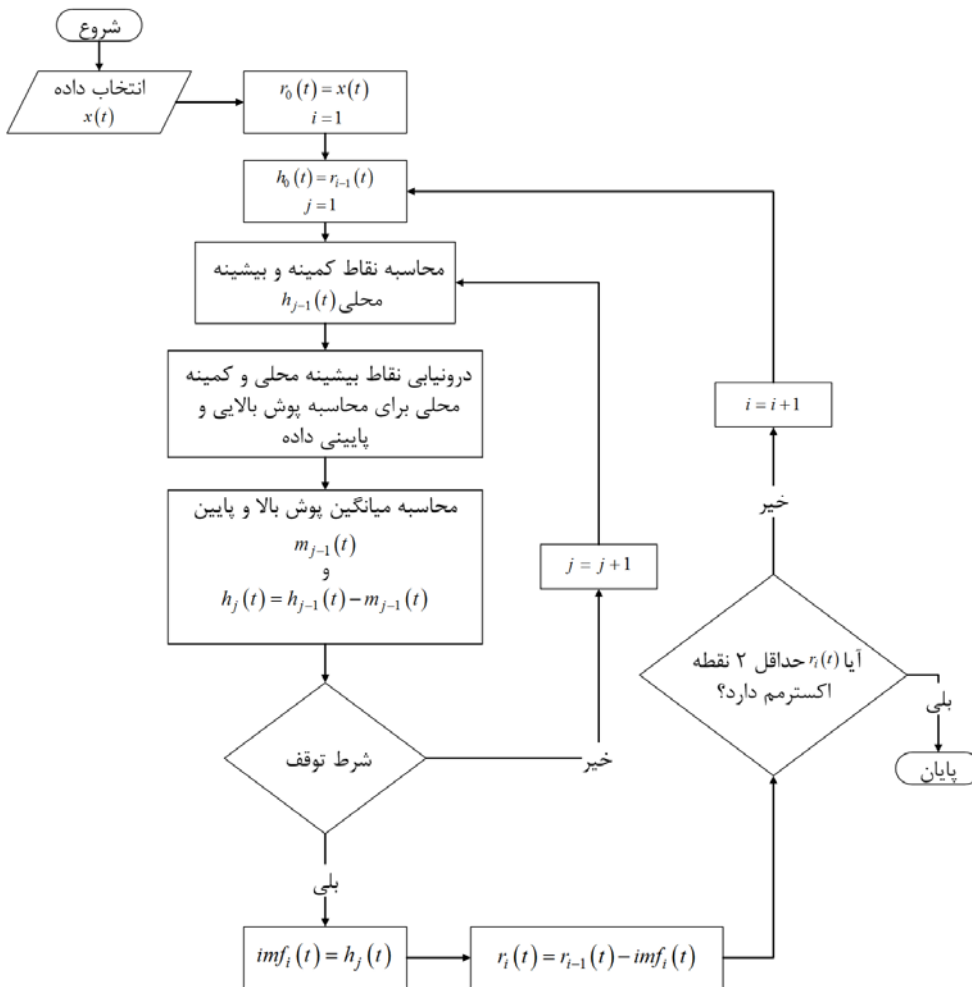 شروع
انتخاب داده
x(t)
r₀(t) = x(t)
i = 1
h₀(t) = rᵢ₋₁(t)
j = 1
محاسبه نقاط کمینه و بیشینه
محلی hⱼ₋₁(t)
درونیابی نقاط بیشینه محلی و کمینه
محلی برای محاسبه پوش بالایی و
پایینی داده
محاسبه میانگین پوش بالا و پایین
mⱼ₋₁(t)
و
hⱼ(t) = hⱼ₋₁(t) − mⱼ₋₁(t)
شرط توقف
خیر
j = j + 1
بلی
imfᵢ(t) = hⱼ(t)
rᵢ(t) = rᵢ₋₁(t) − imfᵢ(t)
آیا rᵢ(t) حداقل ۲ نقطه
اکسترمم دارد؟
خیر
i = i + 1
بلی
پایان